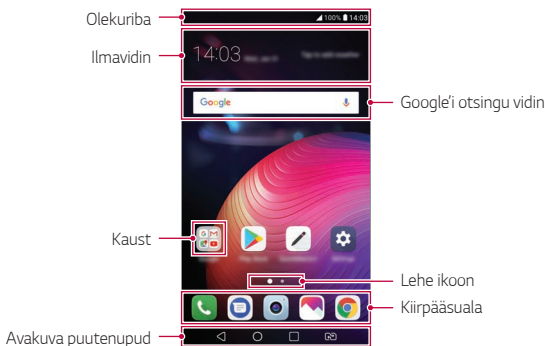 Olekuriba
100% 14:03
Ilmavidin
14:03
Google
Google'i otsingu vidin
Kaust
Lehe ikoon
Kiirpääsuala
Avakuva puutenupud